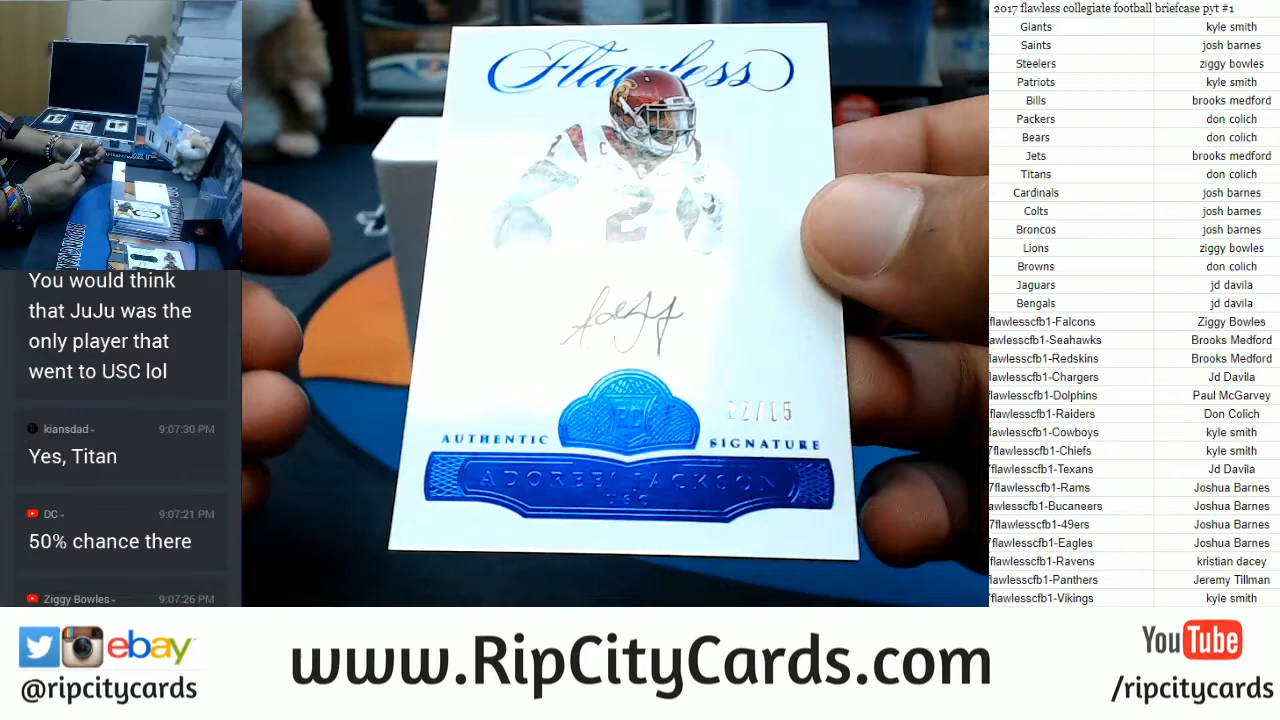 2017 flawless collegiate football briefcase pyt #1
Giants kyle smith
Saints josh barnes
Steelers ziggy bowles
Patriots kyle smith
Bills brooks medford
Packers don colich
Bears don colich
Jets brooks medford
Titans don colich
Cardinals josh barnes
Colts josh barnes
Broncos josh barnes
Lions ziggy bowles
Browns don colich
Jaguars jd davila
Bengals jd davila
flawlesscfb1-Falcons Ziggy Bowles
flawlesscfb1-Seahawks Brooks Medford
flawlesscfb1-Redskins Brooks Medford
flawlesscfb1-Chargers Jd Davila
flawlesscfb1-Dolphins Paul McGarvey
flawlesscfb1-Raiders Don Colich
flawlesscfb1-Cowboys kyle smith
7flawlesscfb1-Chiefs kyle smith
7flawlesscfb1-Texans Jd Davila
7flawlesscfb1-Rams Joshua Barnes
flawlesscfb1-Bucaneers Joshua Barnes
7flawlesscfb1-49ers Joshua Barnes
7flawlesscfb1-Eagles Joshua Barnes
flawlesscfb1-Ravens kristian dacey
flawlesscfb1-Panthers Jeremy Tillman
flawlesscfb1-Vikings kyle smith
Flawless
C
2
12/15
RC
AUTHENTIC SIGNATURE
ADOREE' JACKSON
USC
You would think
that JuJu was the
only player that
went to USC lol
kiansdad 9:07:30 PM
Yes, Titan
DC 9:07:21 PM
50% chance there
Ziggy Bowles 9:07:26 PM
ebay
@ripcitycards
www.RipCityCards.com
You Tube
/ripcitycards